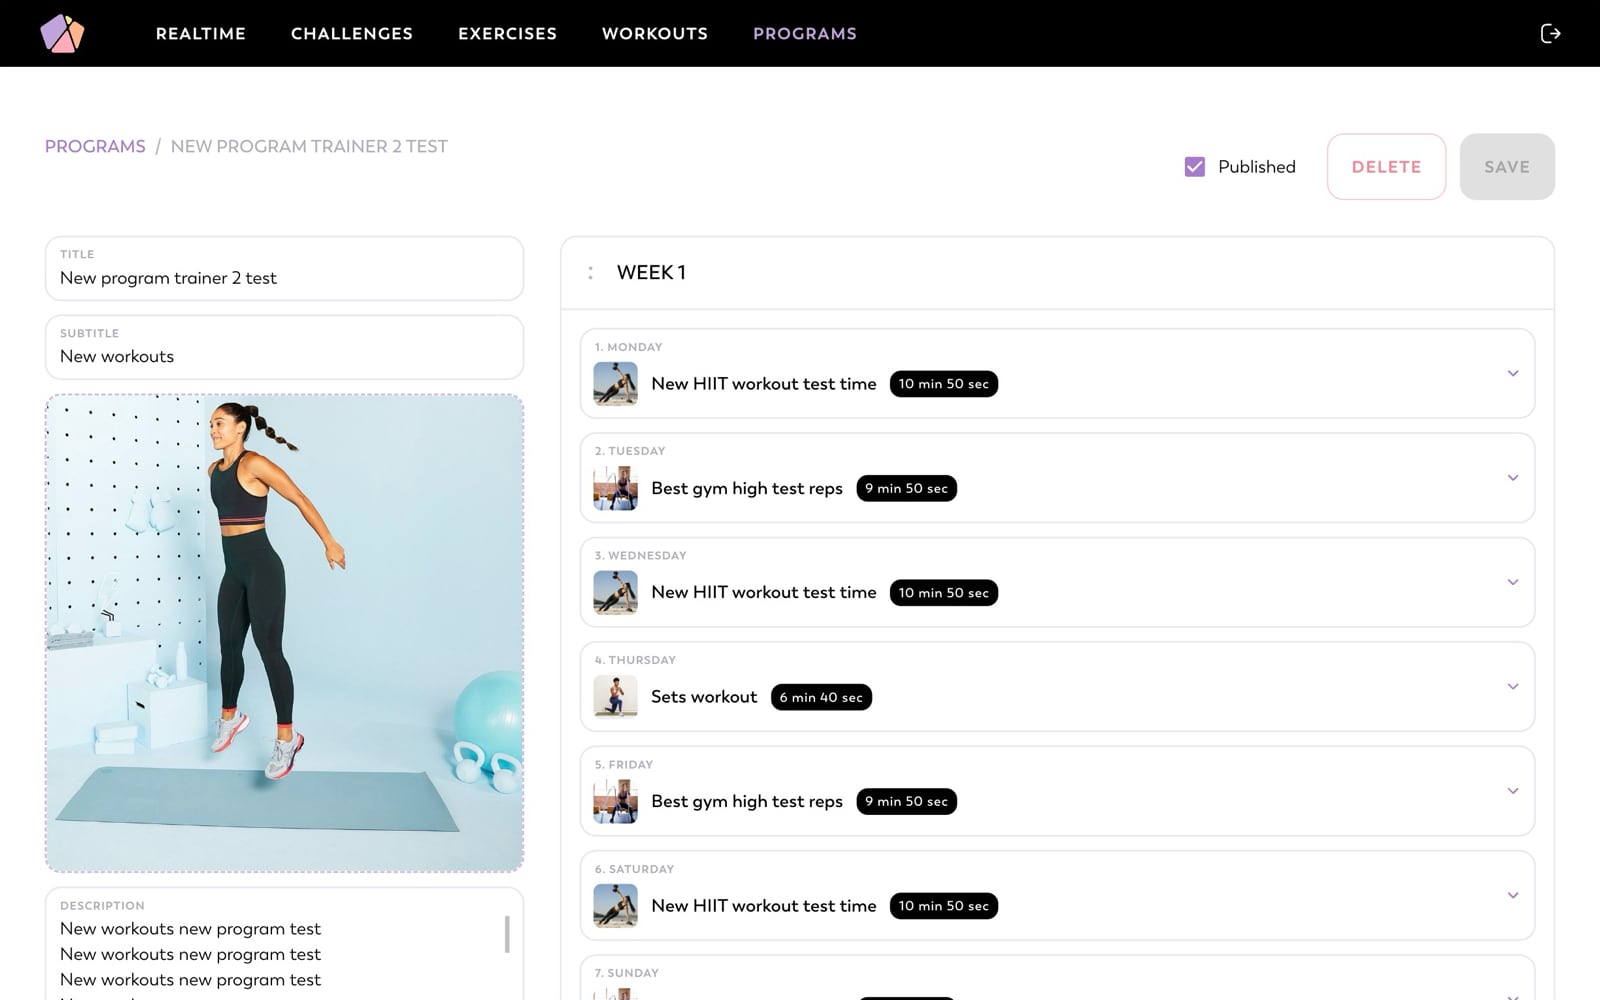 REALTIME CHALLENGES EXERCISES WORKOUTS PROGRAMS
PROGRAMS / NEW PROGRAM TRAINER 2 TEST
Published DELETE SAVE
TITLE
New program trainer 2 test
SUBTITLE
New workouts
DESCRIPTION
New workouts new program test
New workouts new program test
New workouts new program test
: WEEK 1
1. MONDAY
New HIIT workout test time 10 min 50 sec
2. TUESDAY
Best gym high test reps 9 min 50 sec
3. WEDNESDAY
New HIIT workout test time 10 min 50 sec
4. THURSDAY
Sets workout 6 min 40 sec
5. FRIDAY
Best gym high test reps 9 min 50 sec
6. SATURDAY
New HIIT workout test time 10 min 50 sec
7. SUNDAY